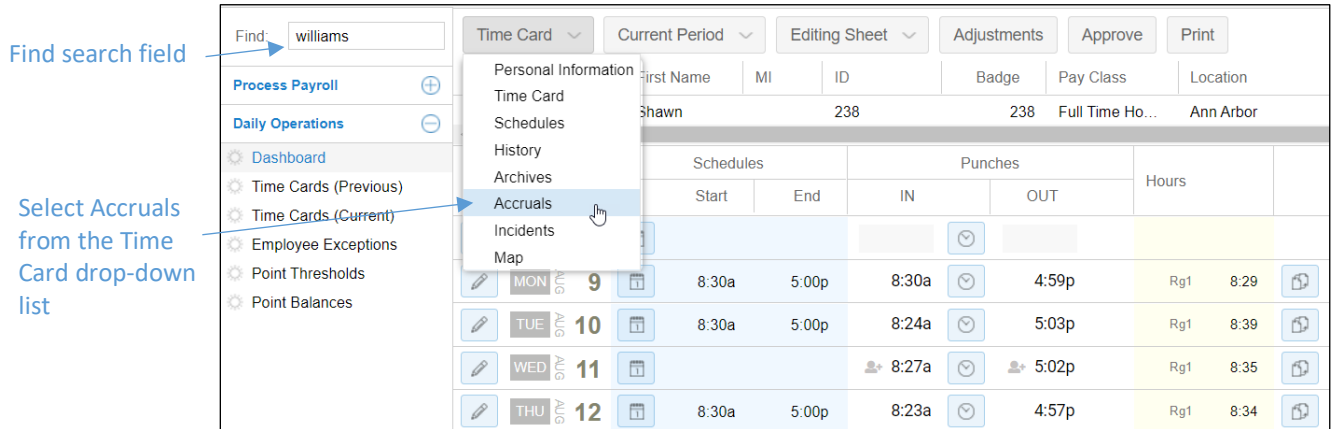 Find search field
Select Accruals
from the Time
Card drop-down
list
Find: williams
Process Payroll
Daily Operations
Dashboard
Time Cards (Previous)
Time Cards (Current)
Employee Exceptions
Point Thresholds
Point Balances
Time Card Current Period Editing Sheet Adjustments Approve Print
Personal Information
Time Card
Schedules
History
Archives
Accruals
Incidents
Map
First Name MI ID Badge Pay Class Location
Shawn 238 238 Full Time Ho... Ann Arbor
Schedules Punches Hours
Start End IN OUT
MON AUG 9 8:30a 5:00p 8:30a 4:59p Rg1 8:29
TUE AUG 10 8:30a 5:00p 8:24a 5:03p Rg1 8:39
WED AUG 11 8:27a 5:02p Rg1 8:35
THU AUG 12 8:30a 5:00p 8:23a 4:57p Rg1 8:34